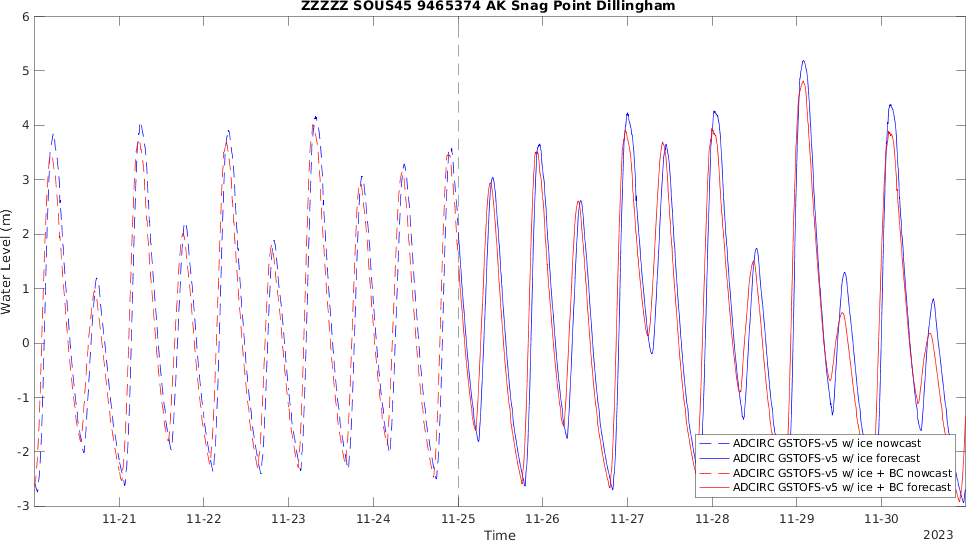 ZZZZZ SOUS45 9465374 AK Snag Point Dillingham
6
5
4
3
2
1
0
-1
-2
-3
Water Level (m)
ADCIRC GSTOFS-v5 w/ ice nowcast
ADCIRC GSTOFS-v5 w/ ice forecast
ADCIRC GSTOFS-v5 w/ ice + BC nowcast
ADCIRC GSTOFS-v5 w/ ice + BC forecast
11-21 11-22 11-23 11-24 11-25 11-26 11-27 11-28 11-29 11-30
Time
2023